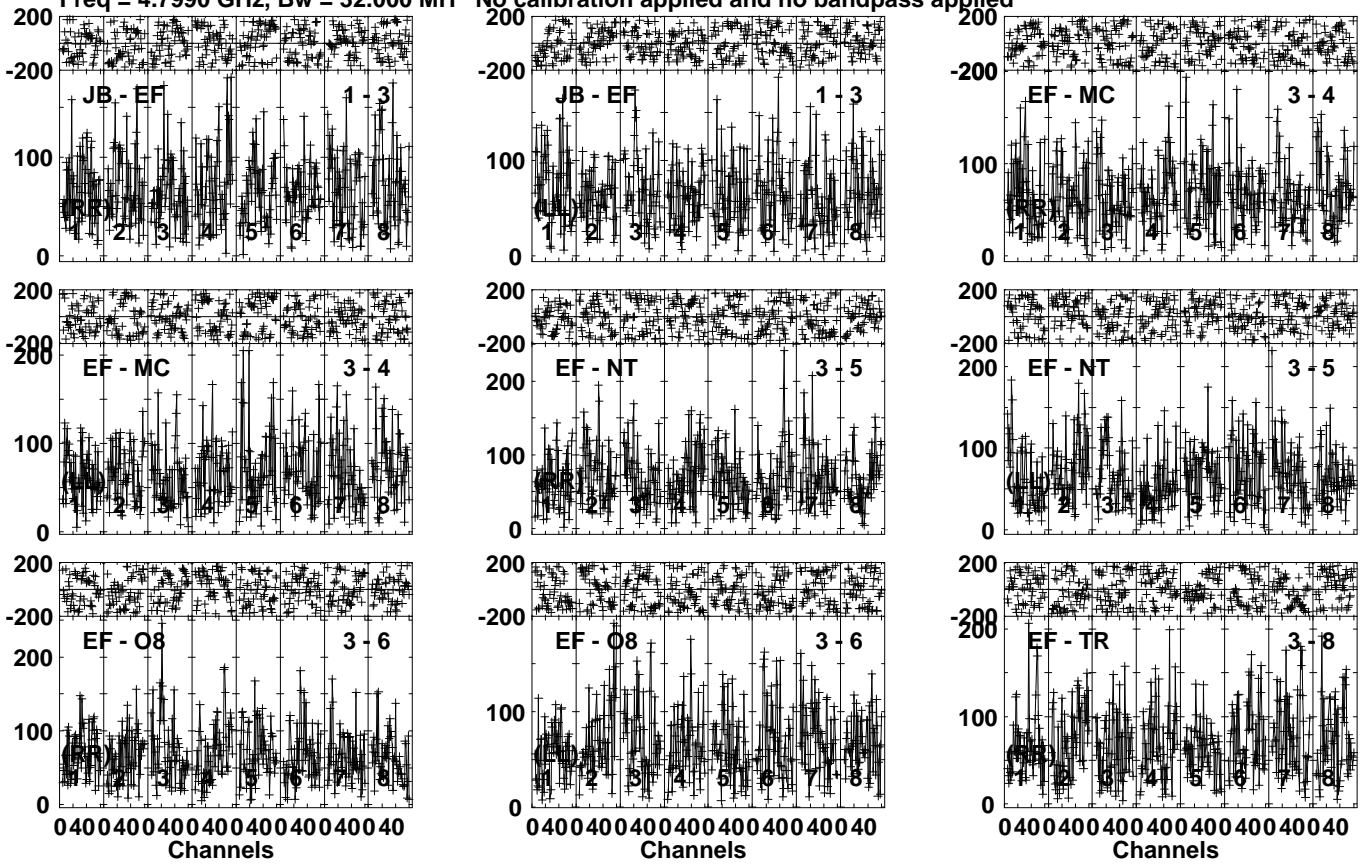 Freq = 4.7990 GHz, Bw = 32.000 MH No calibration applied and no bandpass applied
200 200 200
-200 -200 -200
JB - EF 1 - 3 JB - EF 1 - 3 EF - MC 3 - 4
100 100 100
(RR) (LL) (RR)
1 2 3 4 5 6 7 8 1 2 3 4 5 6 7 8 1 2 3 4 5 6 7 8
0 0 0
200 200 200
-200 -200 -200
200 200 200
EF - MC 3 - 4 EF - NT 3 - 5 EF - NT 3 - 5
100 100 100
(LL) (RR) (LL)
1 2 3 4 5 6 7 8 1 2 3 4 5 6 7 8 1 2 3 4 5 6 7 8
0 0 0
200 200 200
-200 -200 -200
EF - O8 3 - 6 EF - O8 3 - 6 EF - TR 3 - 8
200 200 200
100 100 100
(RR) (LL) (RR)
1 2 3 4 5 6 7 8 1 2 3 4 5 6 7 8 1 2 3 4 5 6 7 8
0 0 0
0 40 0 40 0 40 0 40 0 40 0 40 0 40 0 40 0 40 0 40 0 40 0 40 0 40 0 40 0 40 0 40 0 40 0 40 0 40 0 40 0 40 0 40 0 40 0 40
Channels Channels Channels